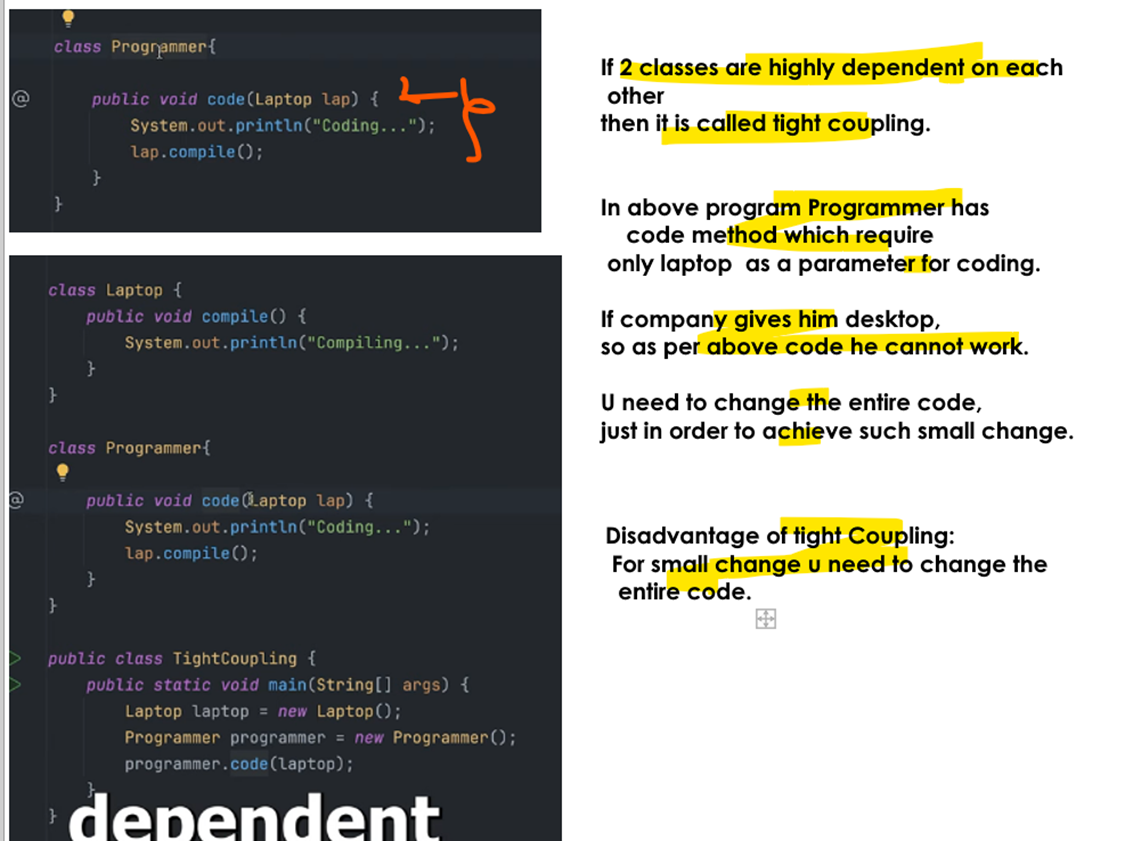 class Programmer{
@
public void code(Laptop lap) {
System.out.println("Coding...");
lap.compile();
}
}
class Laptop {
public void compile() {
System.out.println("Compiling...");
}
}
class Programmer{
@
public void code(Laptop lap) {
System.out.println("Coding...");
lap.compile();
}
}
public class TightCoupling {
public static void main(String[] args) {
Laptop laptop = new Laptop();
Programmer programmer = new Programmer();
programmer.code(laptop);
}
}
dependent
If 2 classes are highly dependent on each
other
then it is called tight coupling.
In above program Programmer has
code method which require
only laptop as a parameter for coding.
If company gives him desktop,
so as per above code he cannot work.
U need to change the entire code,
just in order to achieve such small change.
Disadvantage of tight Coupling:
For small change u need to change the
entire code.